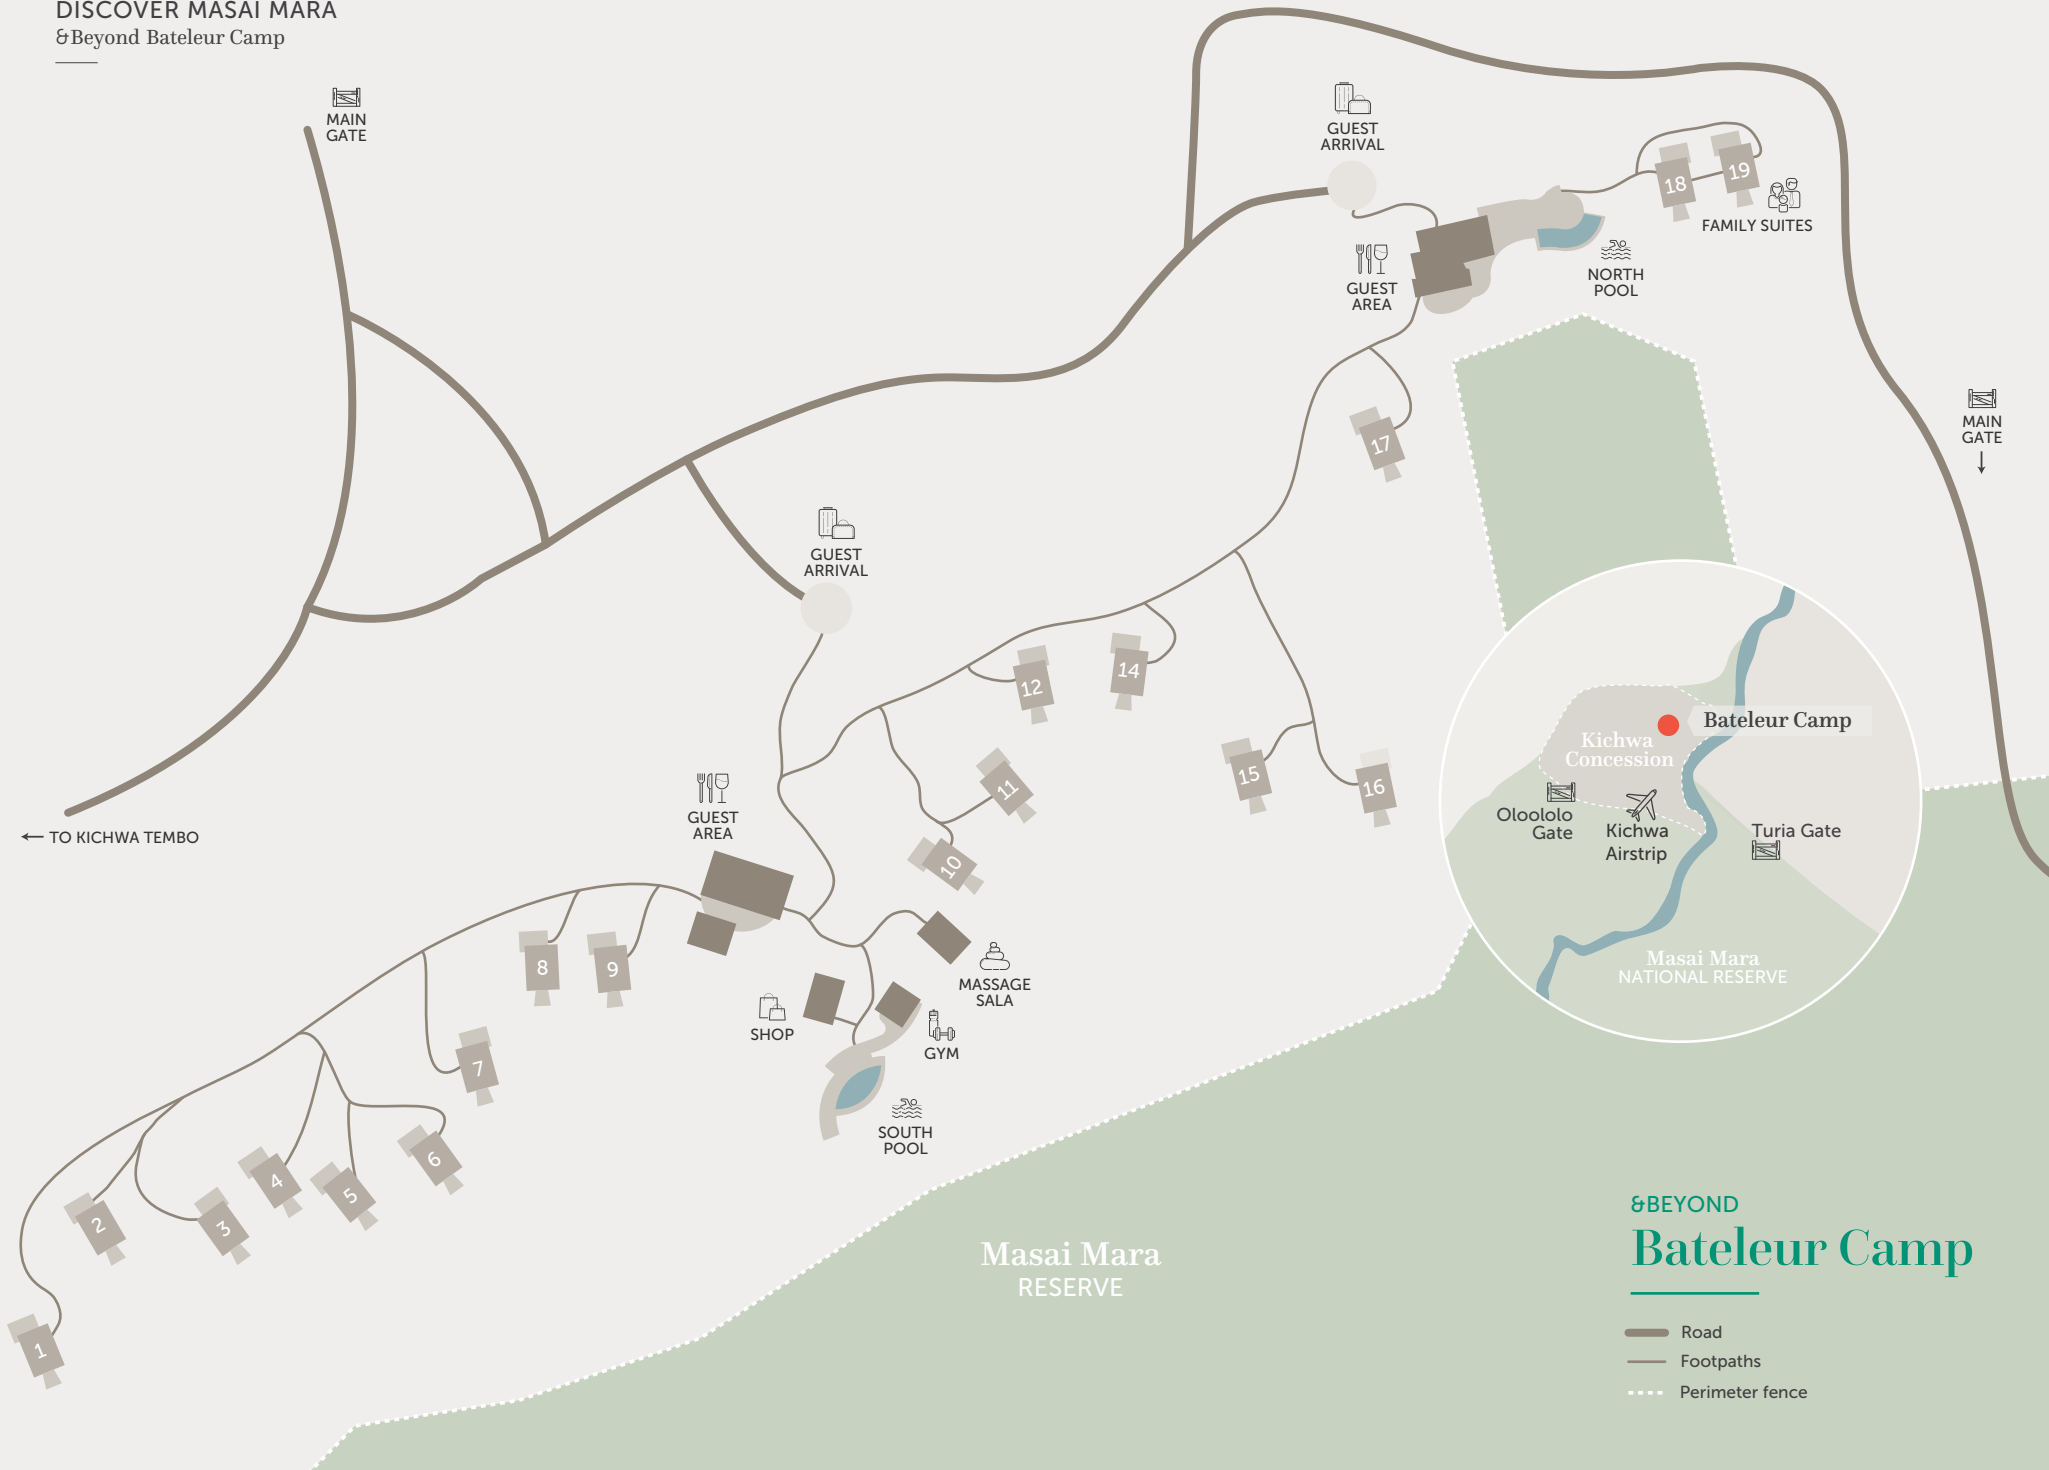 DISCOVER MASAI MARA
&Beyond Bateleur Camp
MAIN
GATE
GUEST
ARRIVAL
18
19
FAMILY SUITES
NORTH
POOL
GUEST
AREA
17
MAIN
GATE
GUEST
ARRIVAL
12
14
15
16
11
10
GUEST
AREA
TO KICHWA TEMBO
8
9
7
MASSAGE
SALA
SHOP
GYM
SOUTH
POOL
6
5
4
3
2
1
Bateleur Camp
Kichwa
Concession
Oloololo
Gate
Kichwa
Airstrip
Turia Gate
Masai Mara
NATIONAL RESERVE
Masai Mara
RESERVE
&BEYOND
Bateleur Camp
Road
Footpaths
Perimeter fence